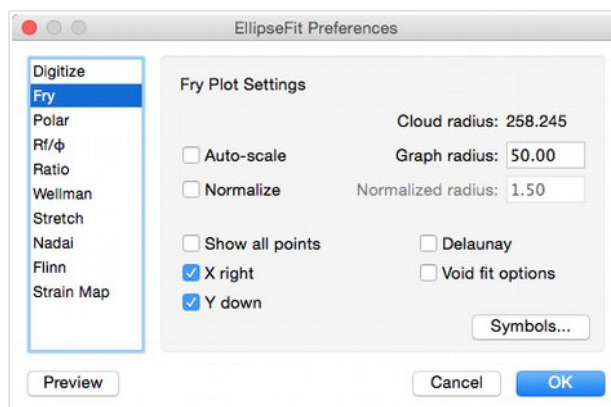 EllipseFit Preferences
Digitize
Fry
Polar
Rf/ϕ
Ratio
Wellman
Stretch
Nadai
Flinn
Strain Map
Fry Plot Settings
Cloud radius: 258.245
Auto-scale
Graph radius: 50.00
Normalize
Normalized radius: 1.50
Show all points
Delaunay
X right
Void fit options
Y down
Symbols...
Preview
Cancel
OK